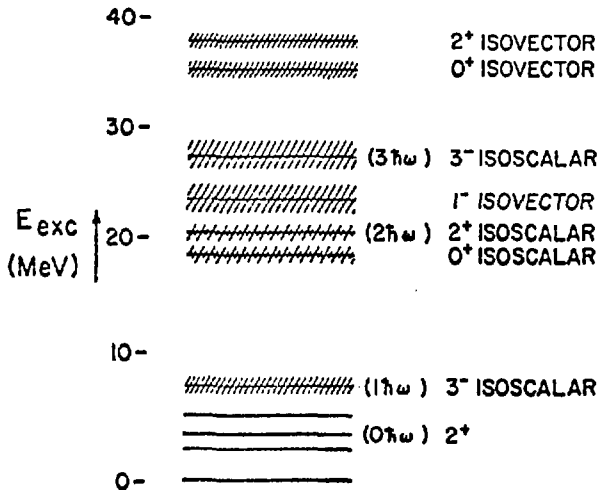 40-
2⁺ ISOVECTOR
0⁺ ISOVECTOR
30-
(3ħω) 3⁻ ISOSCALAR
1⁻ ISOVECTOR
E exc
(MeV)
20-
(2ħω) 2⁺ ISOSCALAR
0⁺ ISOSCALAR
10-
(1ħω) 3⁻ ISOSCALAR
(0ħω) 2⁺
0-